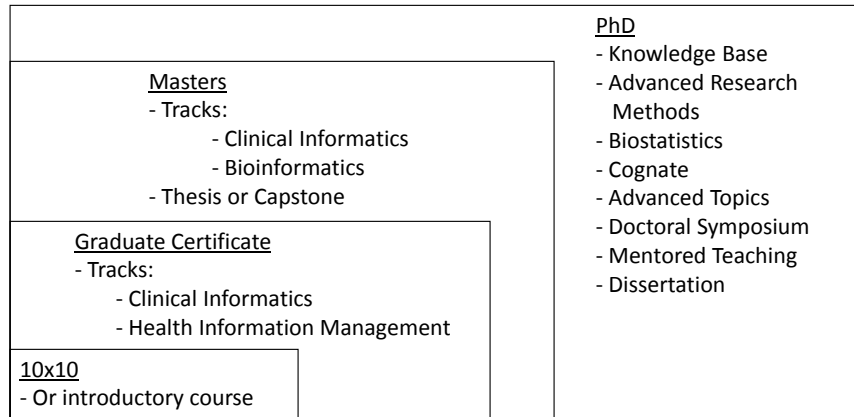 PhD
- Knowledge Base
- Advanced Research
Methods
- Biostatistics
- Cognate
- Advanced Topics
- Doctoral Symposium
- Mentored Teaching
- Dissertation
Masters
- Tracks:
- Clinical Informatics
- Bioinformatics
- Thesis or Capstone
Graduate Certificate
- Tracks:
- Clinical Informatics
- Health Information Management
10x10
- Or introductory course